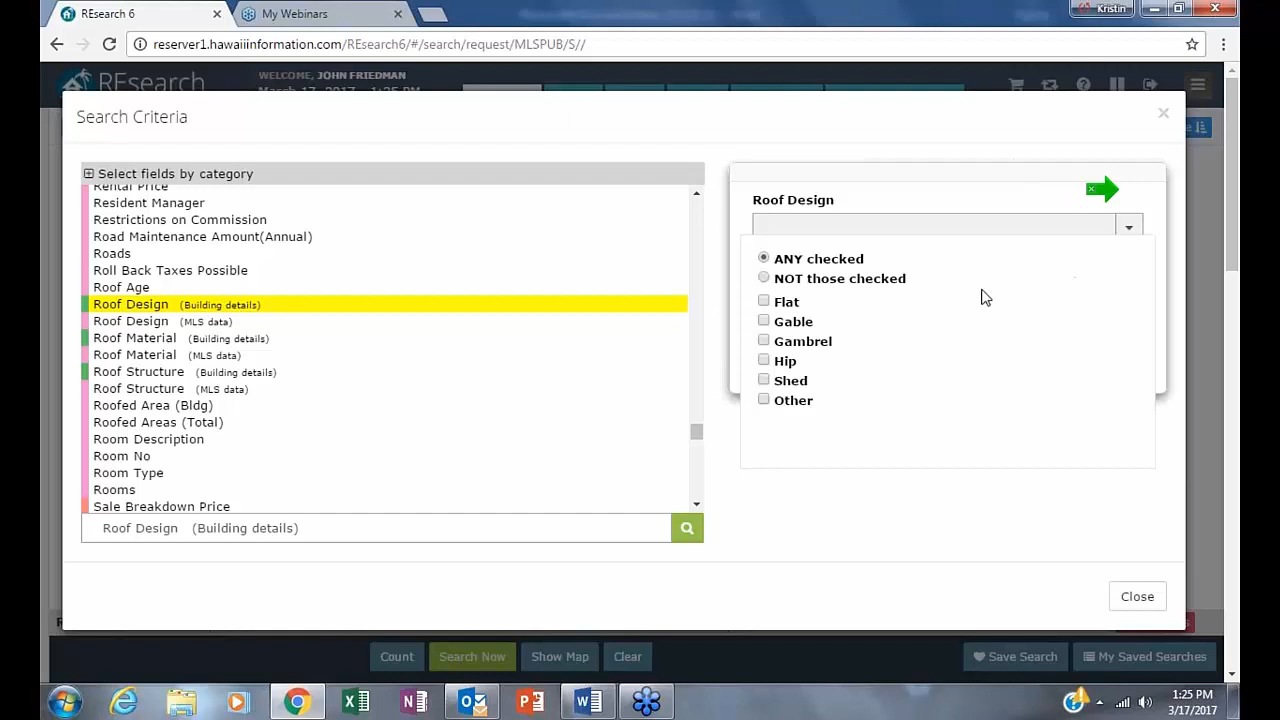 REsearch 6
My Webinars
Kristin
reserver1.hawaiiinformation.com/REsearch6/#/search/request/MLSPUB/S//
REsearch
WELCOME, JOHN FRIEDMAN
March 17, 2017 - 1:25 PM
Search Criteria
Select fields by category
Rental Price
Resident Manager
Restrictions on Commission
Road Maintenance Amount(Annual)
Roads
Roll Back Taxes Possible
Roof Age
Roof Design (Building details)
Roof Design (MLS data)
Roof Material (Building details)
Roof Material (MLS data)
Roof Structure (Building details)
Roof Structure (MLS data)
Roofed Area (Bldg)
Roofed Areas (Total)
Room Description
Room No
Room Type
Rooms
Sale Breakdown Price
Roof Design (Building details)
Roof Design
ANY checked
NOT those checked
Flat
Gable
Gambrel
Hip
Shed
Other
Close
Count
Search Now
Show Map
Clear
Save Search
My Saved Searches
1:25 PM
3/17/2017